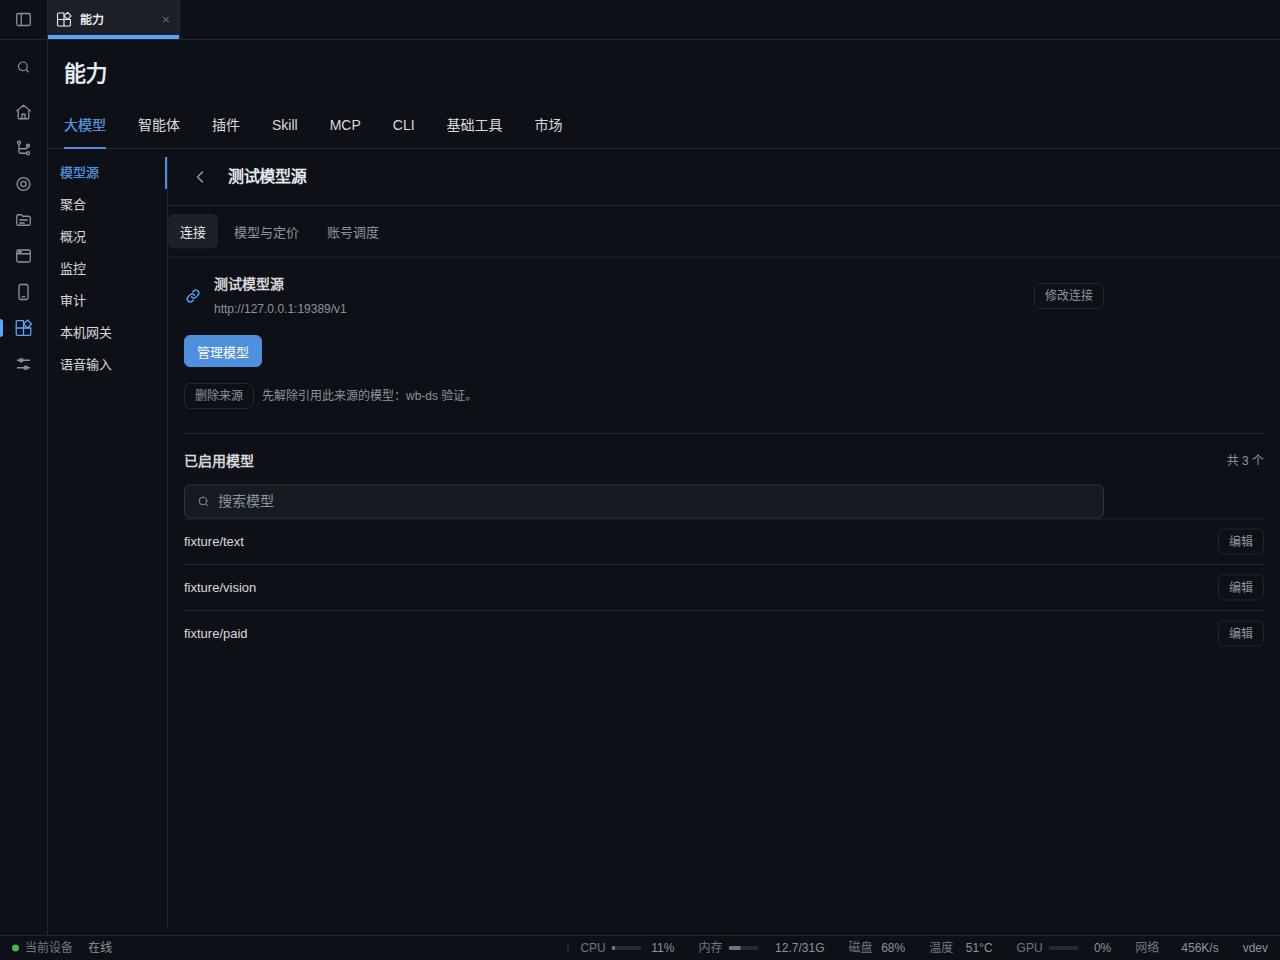 能力
能力
大模型 智能体 插件 Skill MCP CLI 基础工具 市场
模型源
聚合
概况
监控
审计
本机网关
语音输入
测试模型源
连接 模型与定价 账号调度
测试模型源
http://127.0.0.1:19389/v1
修改连接
管理模型
删除来源 先解除引用此来源的模型：wb-ds 验证。
已启用模型 共 3 个
搜索模型
fixture/text 编辑
fixture/vision 编辑
fixture/paid 编辑
当前设备 在线 CPU 11% 内存 12.7/31G 磁盘 68% 温度 51°C GPU 0% 网络 456K/s vdev